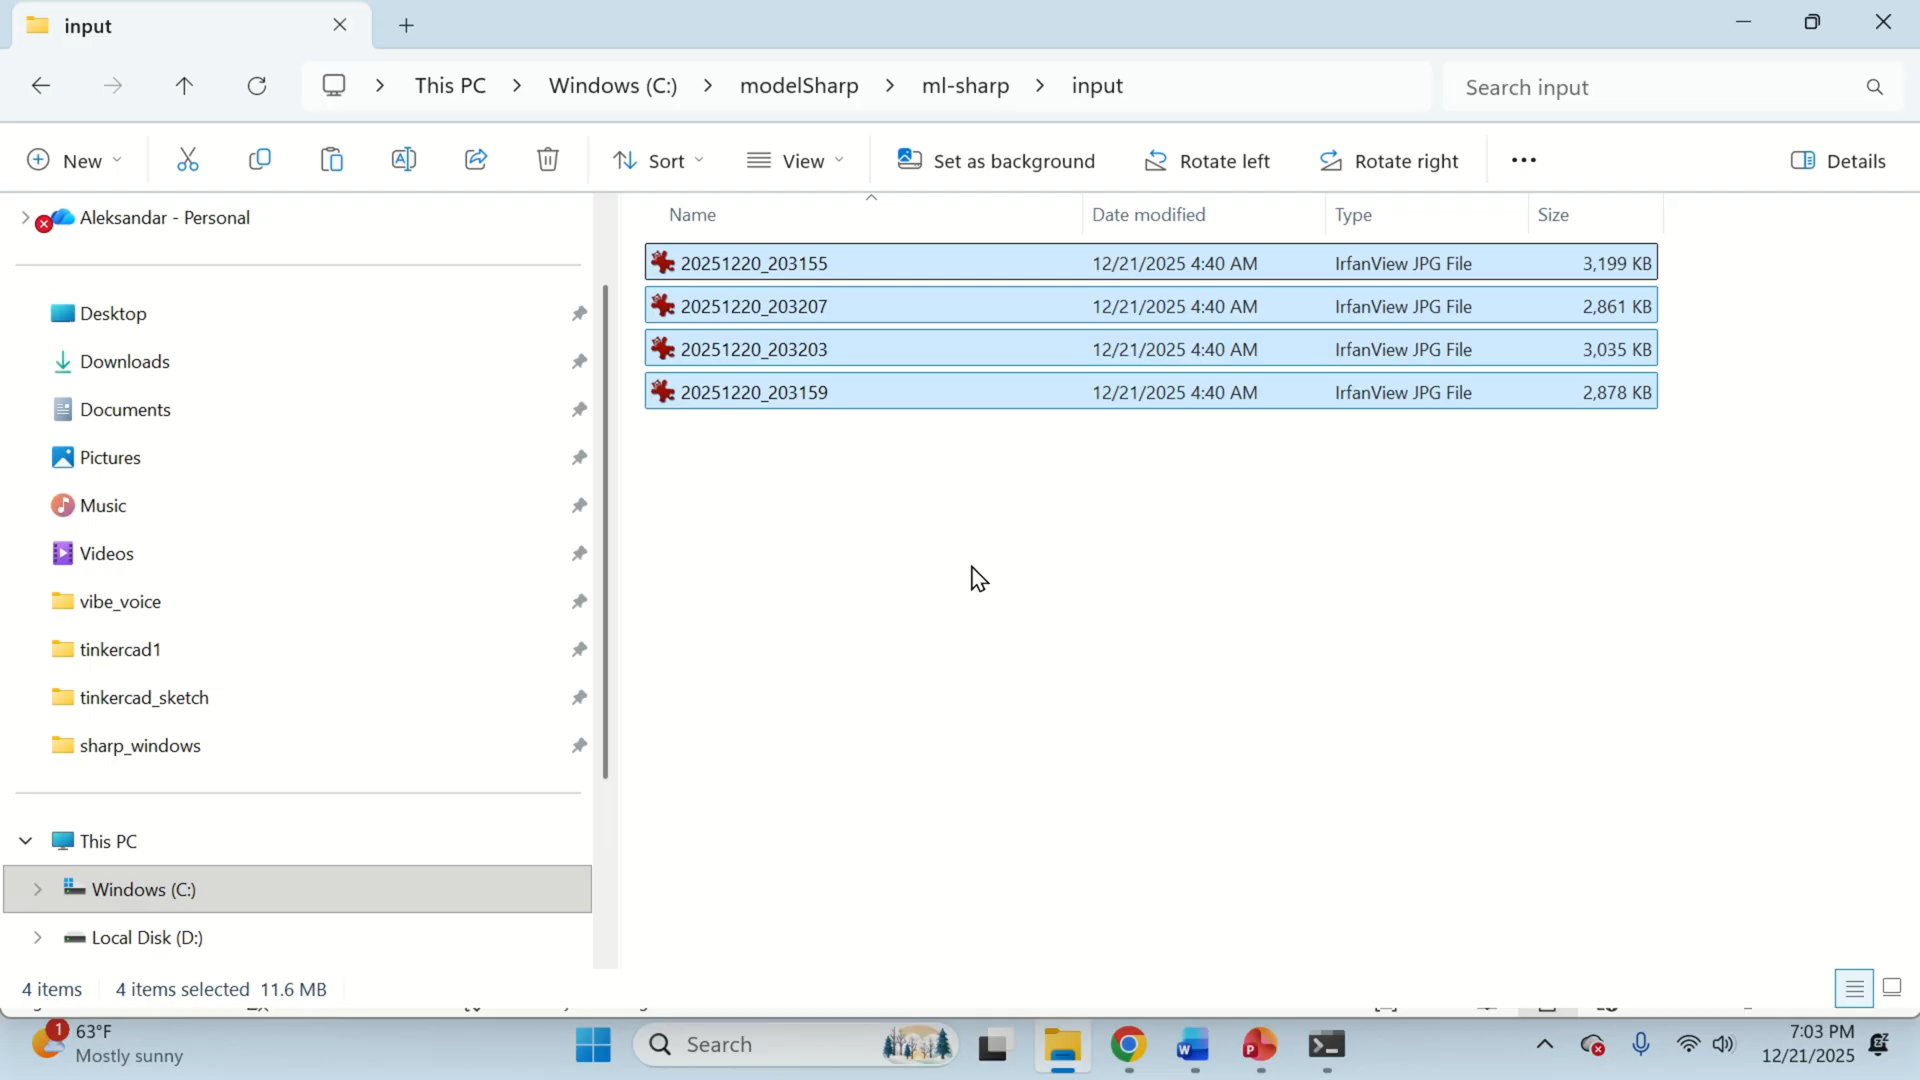 input
This PC > Windows (C:) > modelSharp > ml-sharp > input
Search input
New
Sort
View
Set as background
Rotate left
Rotate right
Details
Aleksandar - Personal
Desktop
Downloads
Documents
Pictures
Music
Videos
vibe_voice
tinkercad1
tinkercad_sketch
sharp_windows
This PC
Windows (C:)
Local Disk (D:)
Name Date modified Type Size
20251220_203155 12/21/2025 4:40 AM IrfanView JPG File 3,199 KB
20251220_203207 12/21/2025 4:40 AM IrfanView JPG File 2,861 KB
20251220_203203 12/21/2025 4:40 AM IrfanView JPG File 3,035 KB
20251220_203159 12/21/2025 4:40 AM IrfanView JPG File 2,878 KB
4 items 4 items selected 11.6 MB
1
63°F
Mostly sunny
Search
7:03 PM
12/21/2025